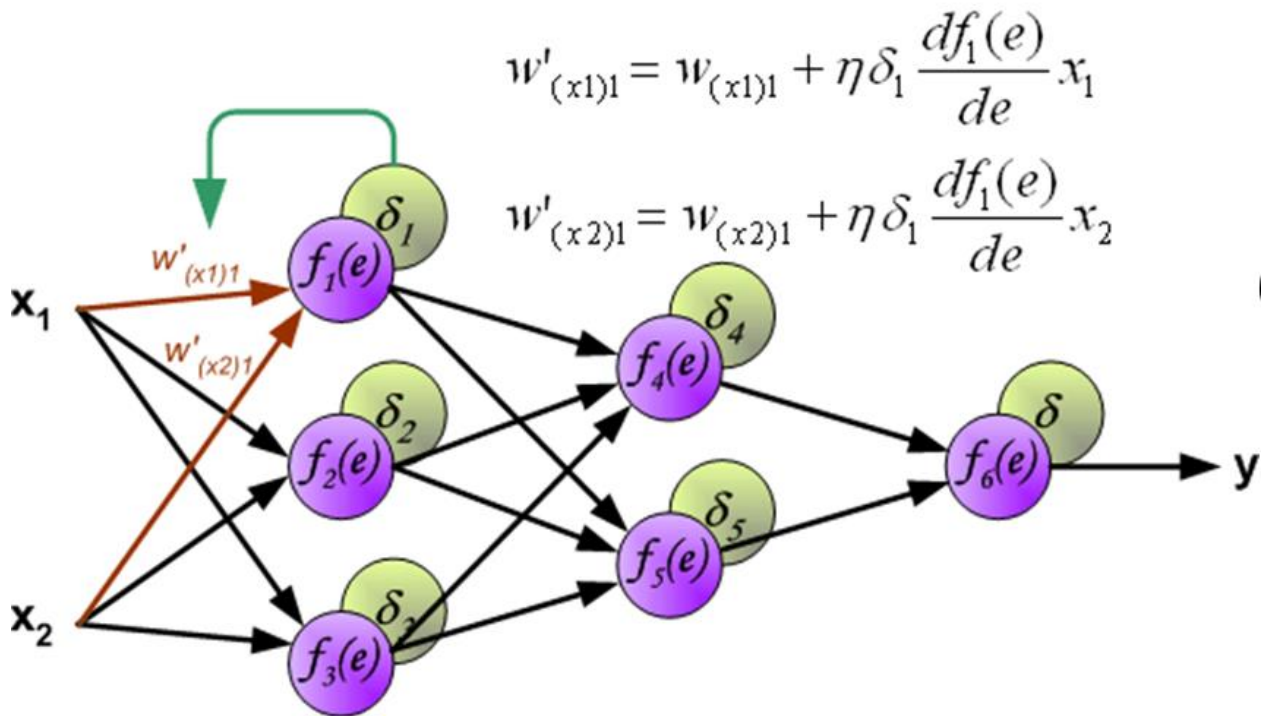 w'₍ₓ₁₎₁ = w₍ₓ₁₎₁ + ηδ₁ df₁(e)/de x₁
w'₍ₓ₂₎₁ = w₍ₓ₂₎₁ + ηδ₁ df₁(e)/de x₂
δ₁
f₁(e)
w'₍ₓ₁₎₁
x₁
w'₍ₓ₂₎₁
δ₄
f₄(e)
δ₂
f₂(e)
δ
f₆(e)
y
δ₅
f₅(e)
x₂
f₃(e)